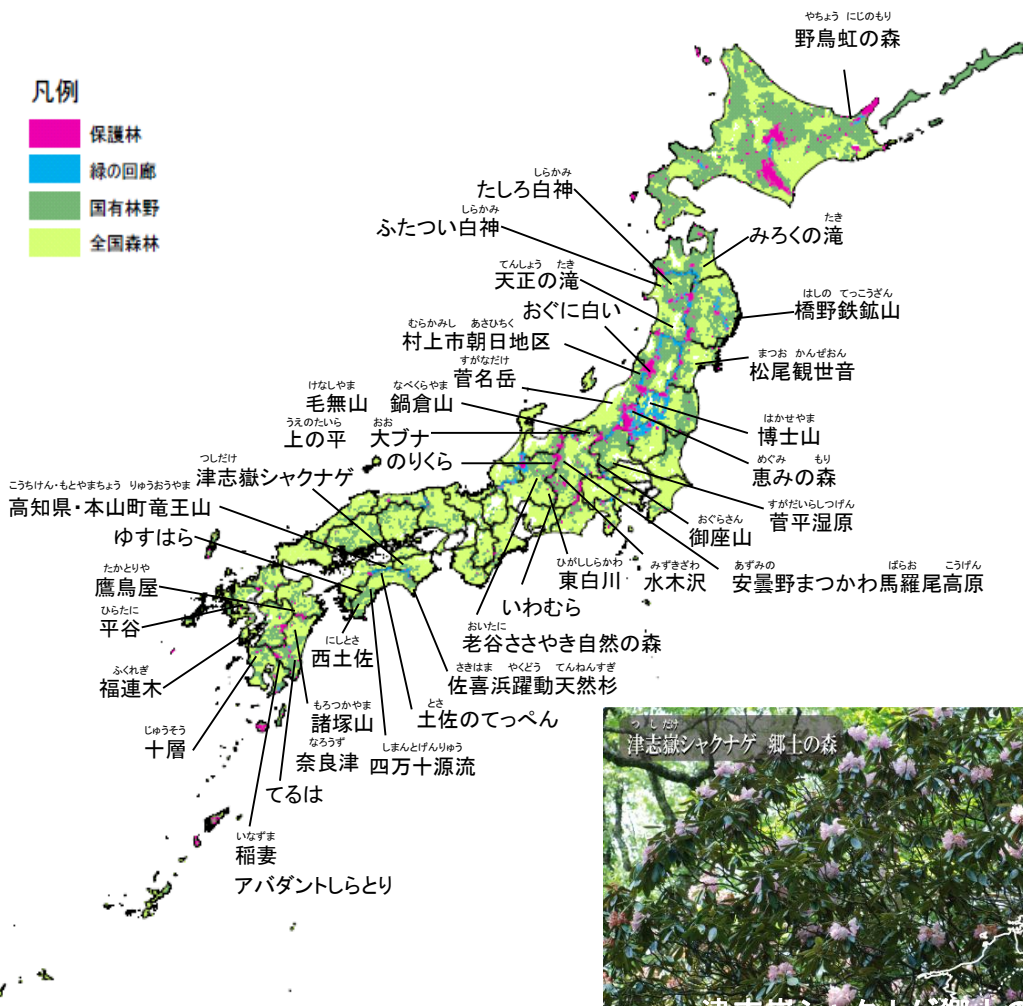 凡例
保護林
緑の回廊
国有林野
全国森林
やちょう にじのもり
野鳥虹の森
しらかみ
たしろ白神
しらかみ
ふたつい白神
たき
みろくの滝
てんしょう たき
天正の滝
おぐに白い
はしの てっこうざん
橋野鉄鉱山
むらかみし あさひちく
村上市朝日地区
まつお かんぜおん
松尾観世音
すがなだけ
菅名岳
けなしやま
毛無山
なべくらやま
鍋倉山
はかせやま
博士山
うえのたいら
上の平
おお
大ブナ
のりくら
めぐみ もり
恵みの森
つしだけ
津志嶽シャクナゲ
すがだいらしつげん
菅平湿原
こうちけん・もとやまちょう りゅうおうやま
高知県・本山町竜王山
おぐらさん
御座山
ゆすはら
ひがししらかわ
東白川
みずきざわ
水木沢
あずみの ばらお こうげん
安曇野まつかわ馬羅尾高原
たかとりや
鷹鳥屋
いわむら
ひらたに
平谷
おいたに
老谷ささやき自然の森
にしとさ
西土佐
さきはま やくどう てんねんすぎ
佐喜浜躍動天然杉
ふくれぎ
福連木
とさ
土佐のてっぺん
もろつかやま
諸塚山
じゅうそう
十層
なろうず
奈良津
しまんとげんりゅう
四万十源流
てるは
いなずま
稲妻
アバダントしらとり
つしだけ
津志嶽シャクナゲ 郷土の森